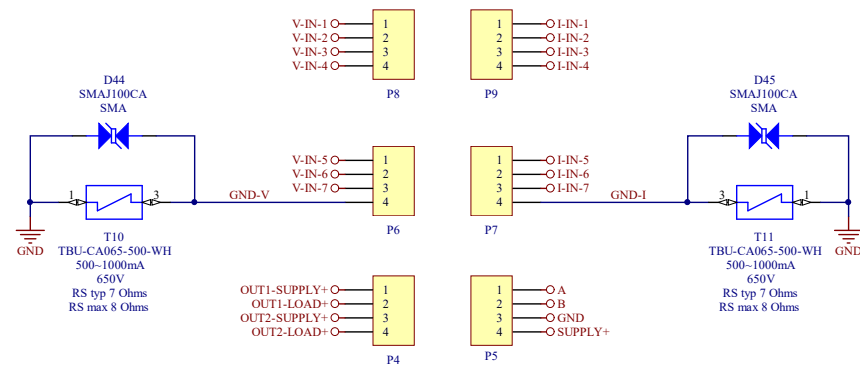 V-IN-1 1
V-IN-2 2
V-IN-3 3
V-IN-4 4
P8
1 I-IN-1
2 I-IN-2
3 I-IN-3
4 I-IN-4
P9
D44
SMAJ100CA
SMA
D45
SMAJ100CA
SMA
V-IN-5 1
V-IN-6 2
V-IN-7 3
GND-V 4
P6
1 I-IN-5
2 I-IN-6
3 I-IN-7
4 GND-I
P7
1 3
GND
T10
TBU-CA065-500-WH
500~1000mA
650V
RS typ 7 Ohms
RS max 8 Ohms
3 1
GND
T11
TBU-CA065-500-WH
500~1000mA
650V
RS typ 7 Ohms
RS max 8 Ohms
OUT1-SUPPLY+ 1
OUT1-LOAD+ 2
OUT2-SUPPLY+ 3
OUT2-LOAD+ 4
P4
1 A
2 B
3 GND
4 SUPPLY+
P5